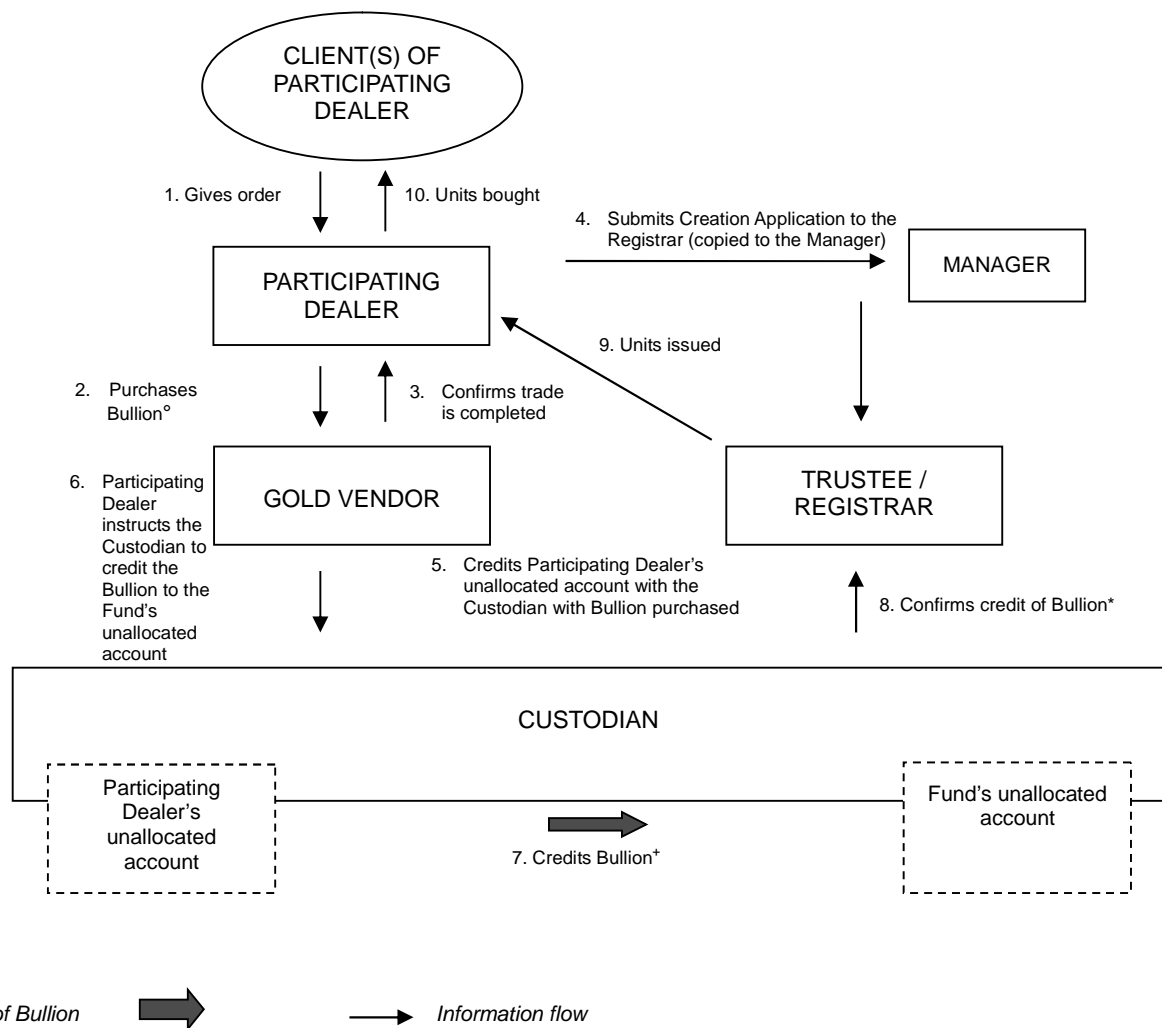 CLIENT(S) OF
PARTICIPATING
DEALER
1. Gives order
10. Units bought
4. Submits Creation Application to the
Registrar (copied to the Manager)
MANAGER
PARTICIPATING
DEALER
9. Units issued
2. Purchases
Bullion°
3. Confirms trade
is completed
GOLD VENDOR
TRUSTEE /
REGISTRAR
6. Participating
Dealer
instructs the
Custodian to
credit the
Bullion to the
Fund's
unallocated
account
5. Credits Participating Dealer's
unallocated account with the
Custodian with Bullion purchased
8. Confirms credit of Bullion*
CUSTODIAN
Participating
Dealer's
unallocated
account
Fund's unallocated
account
7. Credits Bullion⁺
of Bullion
Information flow